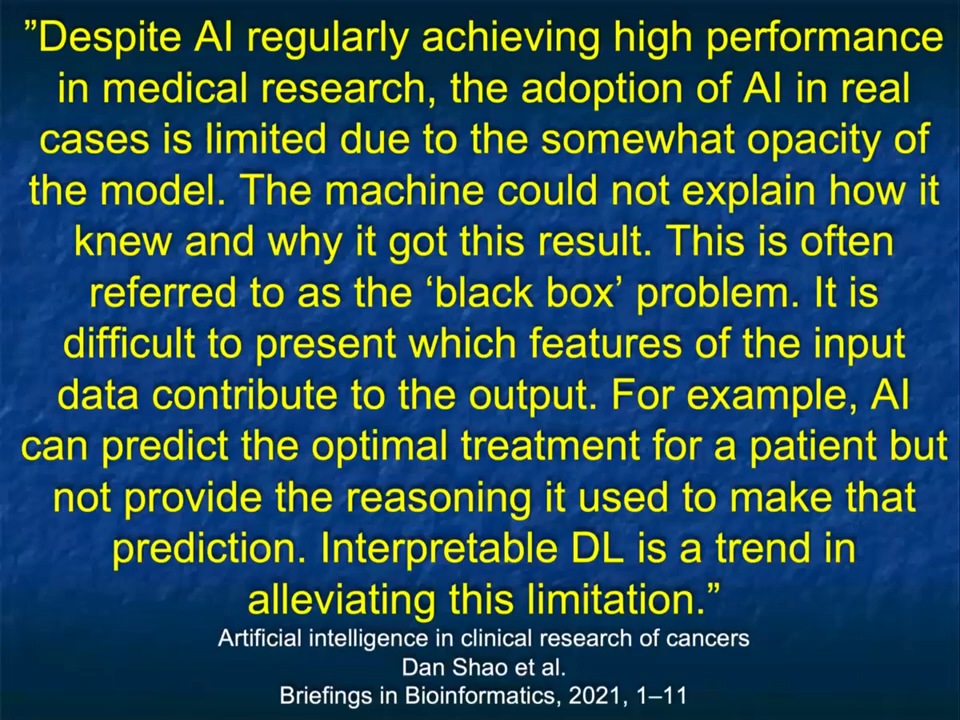 ”Despite AI regularly achieving high performance
in medical research, the adoption of AI in real
cases is limited due to the somewhat opacity of
the model. The machine could not explain how it
knew and why it got this result. This is often
referred to as the ‘black box’ problem. It is
difficult to present which features of the input
data contribute to the output. For example, AI
can predict the optimal treatment for a patient but
not provide the reasoning it used to make that
prediction. Interpretable DL is a trend in
alleviating this limitation.”
Artificial intelligence in clinical research of cancers
Dan Shao et al.
Briefings in Bioinformatics, 2021, 1–11